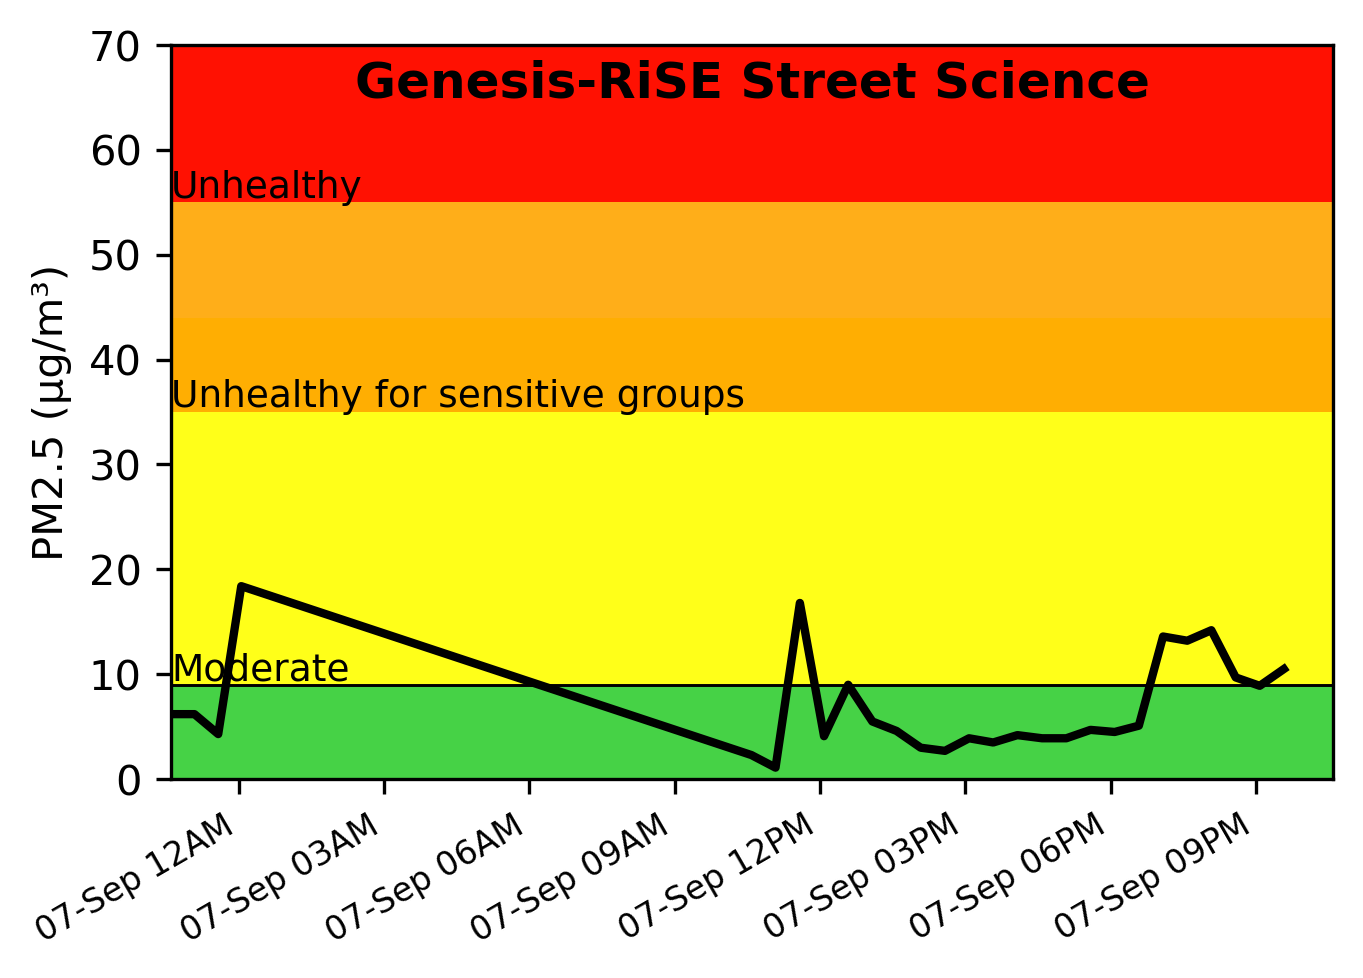 Genesis-RiSE Street Science
70
60
50
40
30
20
10
0
PM2.5 (µg/m³)
Unhealthy
Unhealthy for sensitive groups
Moderate
07-Sep 12AM
07-Sep 03AM
07-Sep 06AM
07-Sep 09AM
07-Sep 12PM
07-Sep 03PM
07-Sep 06PM
07-Sep 09PM